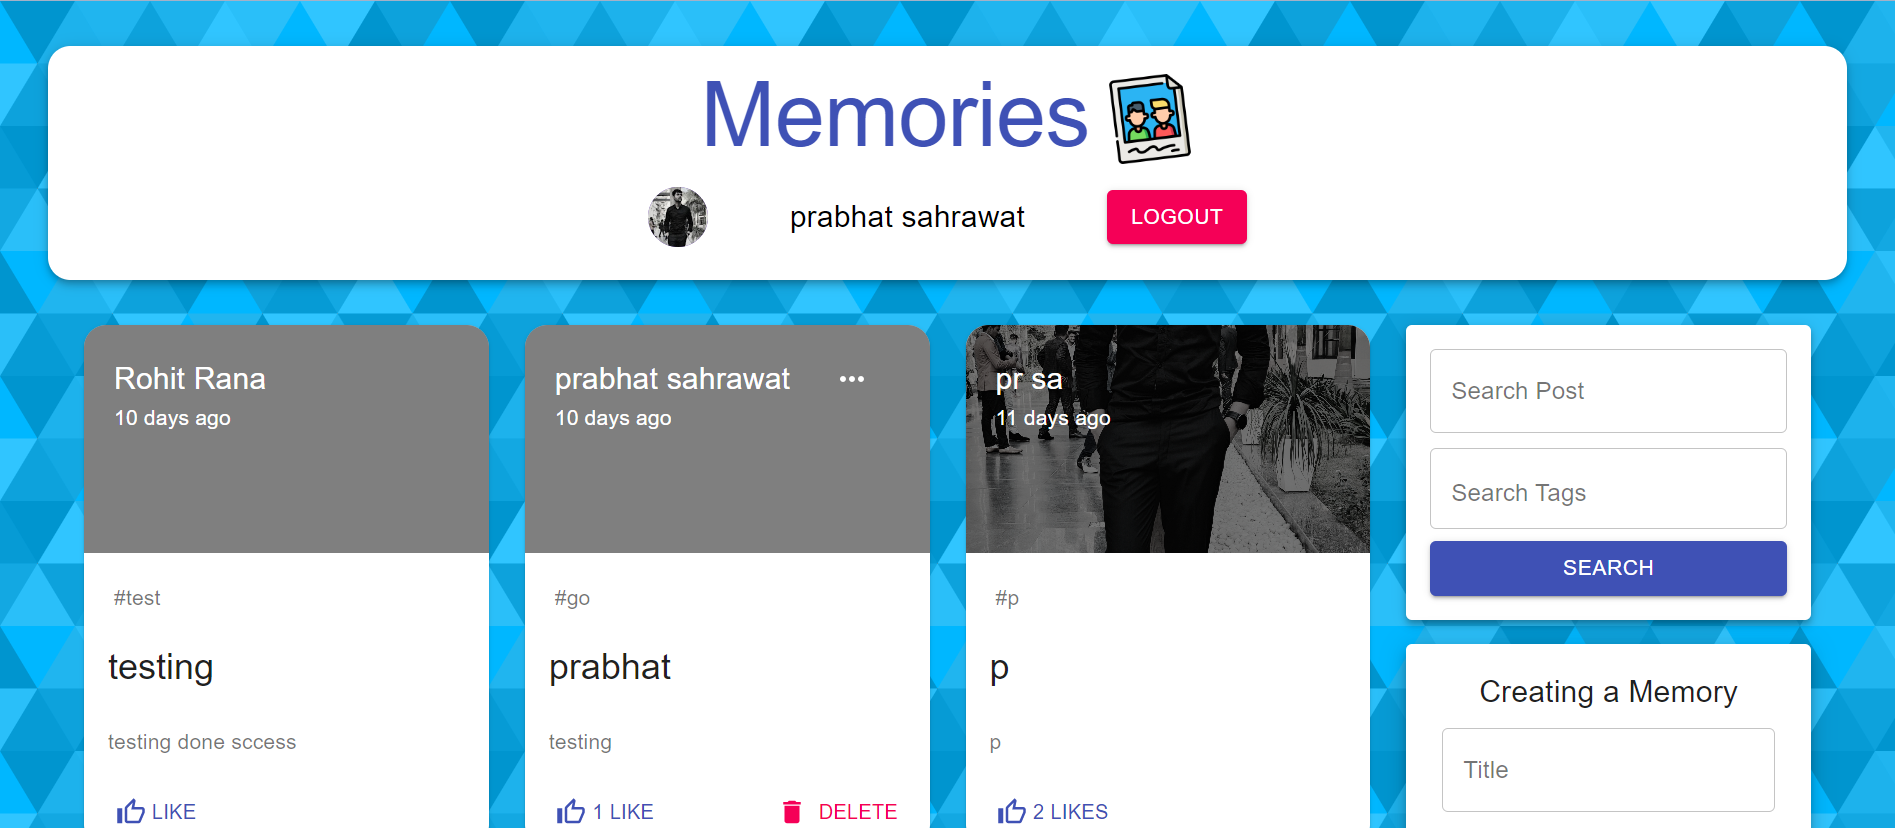 Memories
prabhat sahrawat
LOGOUT
Rohit Rana
10 days ago
#test
testing
testing done sccess
LIKE
prabhat sahrawat
10 days ago
#go
prabhat
testing
1 LIKE
DELETE
pr sa
11 days ago
#p
p
p
2 LIKES
Search Post
Search Tags
SEARCH
Creating a Memory
Title